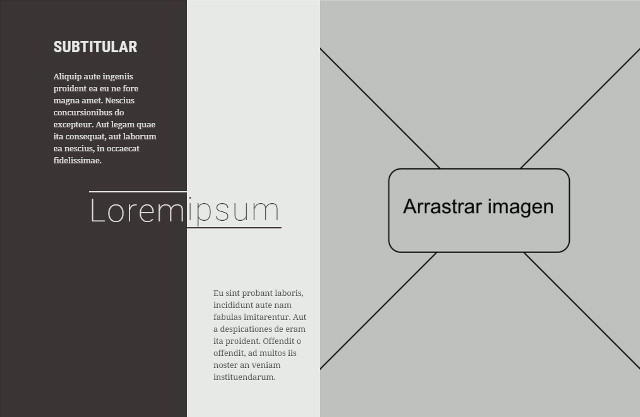 SUBTITULAR
Aliquip aute ingeniis
proident ea eu ne fore
magna amet. Nescius
concursionibus do
excepteur. Aut legam quae
ita consequat, aut laborum
ea nescius, in occaecat
fidelissimae.
Loremipsum
Eu sint probant laboris,
incididunt aute nam
fabulas imitarentur. Aut
a despicationes de eram
ita proident. Offendit o
offendit, ad multos iis
noster an veniam
instituendarum.
Arrastrar imagen